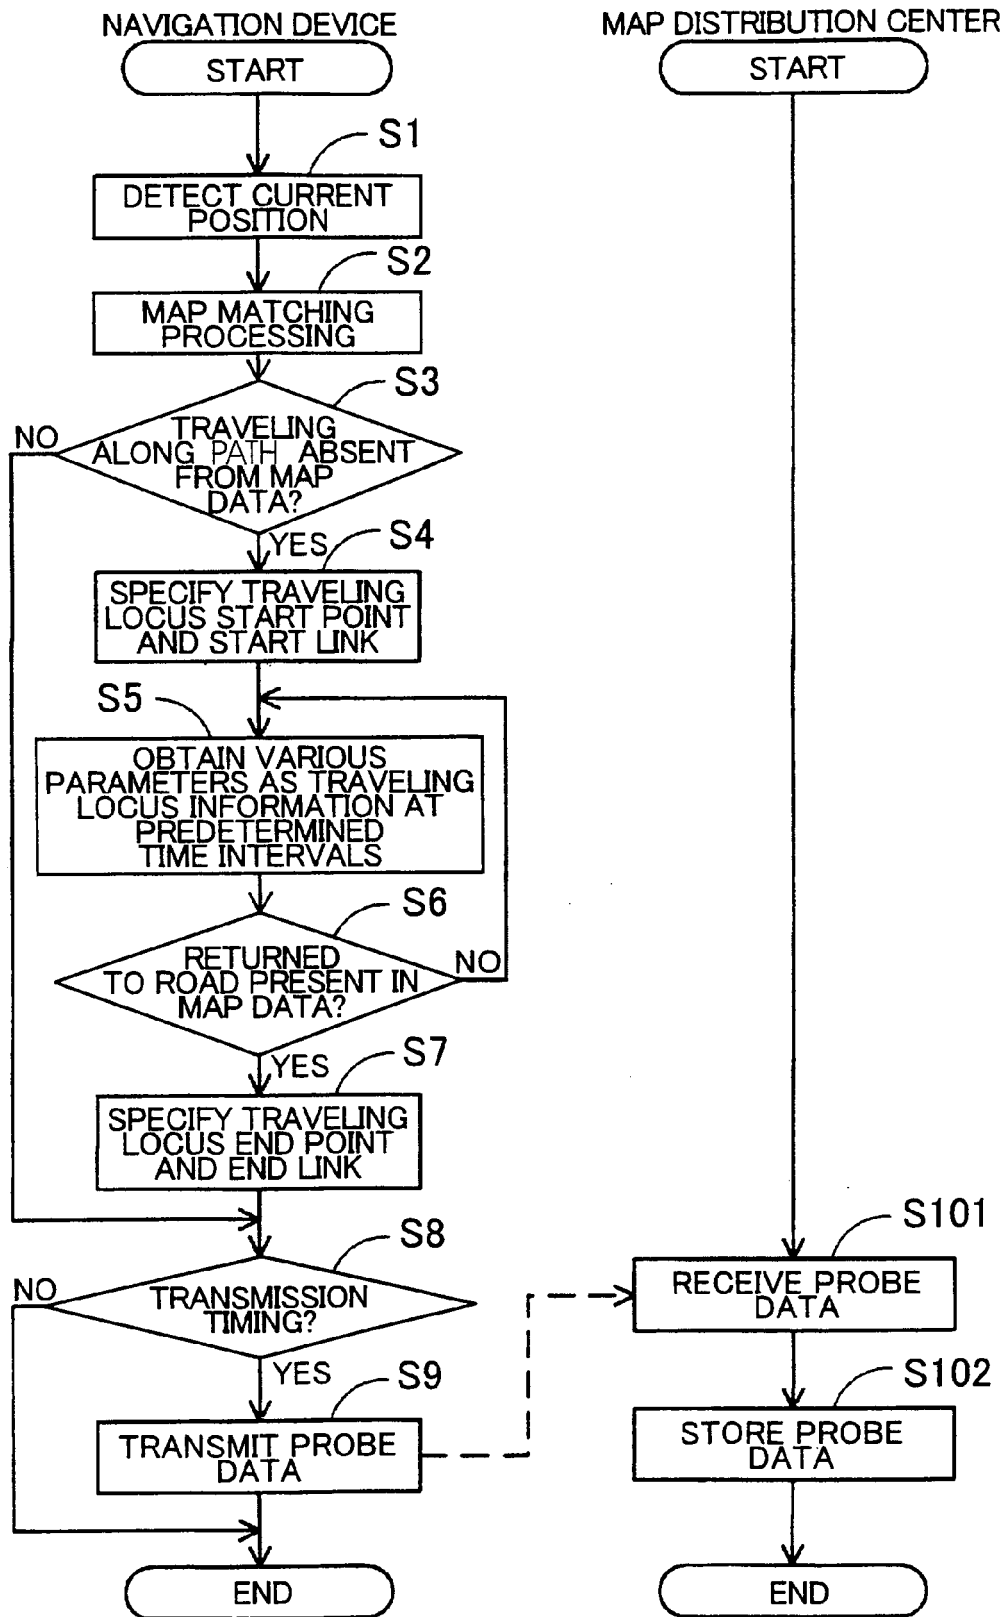 NAVIGATION DEVICE
START
S1
DETECT CURRENT
POSITION
S2
MAP MATCHING
PROCESSING
S3
NO
TRAVELING
ALONG PATH ABSENT
FROM MAP
DATA?
YES
S4
SPECIFY TRAVELING
LOCUS START POINT
AND START LINK
S5
OBTAIN VARIOUS
PARAMETERS AS TRAVELING
LOCUS INFORMATION AT
PREDETERMINED
TIME INTERVALS
S6
RETURNED
TO ROAD PRESENT IN
MAP DATA?
NO
YES
S7
SPECIFY TRAVELING
LOCUS END POINT
AND END LINK
S8
NO
TRANSMISSION
TIMING?
YES
S9
TRANSMIT PROBE
DATA
END
MAP DISTRIBUTION CENTER
START
S101
RECEIVE PROBE
DATA
S102
STORE PROBE
DATA
END